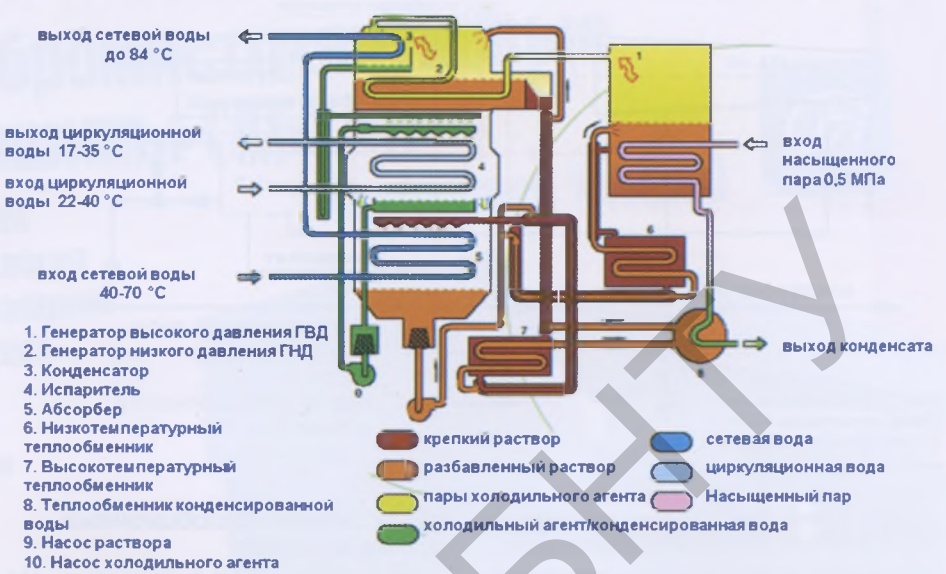 выход сетевой воды
до 84 °С
выход циркуляционной
воды 17-35 °С
вход циркуляционной
воды 22-40 °С
вход сетевой воды
40-70 °С
вход
насыщенного
пара 0,5 МПа
выход конденсата
3
2
1
4
5
6
7
8
1. Генератор высокого давления ГВД
2. Генератор низкого давления ГНД
3. Конденсатор
4. Испаритель
5. Абсорбер
6. Низкотемпературный
теплообменник
7. Высокотемпературный
теплообменник
8. Теплообменник конденсированной
воды
9. Насос раствора
10. Насос холодильного агента
крепкий раствор
разбавленный раствор
пары холодильного агента
холодильный агент/конденсированная вода
сетевая вода
циркуляционная вода
Насыщенный пар
БНТУ